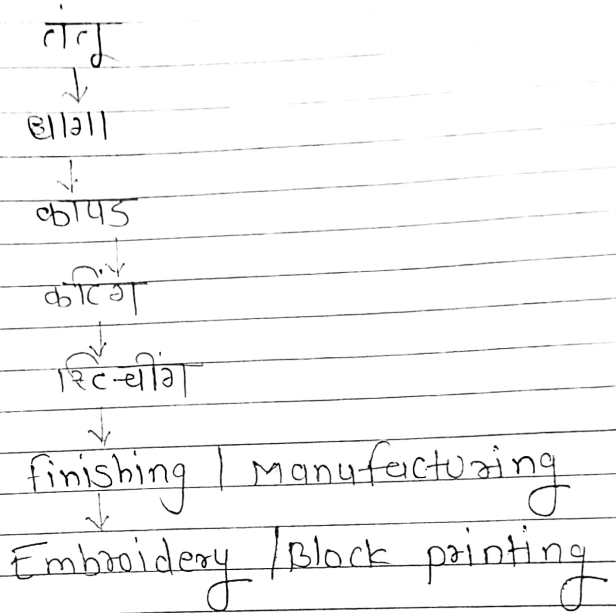 तंतू
↓
धागा
↓
कापड
↓
कटिंग
↓
स्टिचींग
↓
finishing | Manufacturing
↓
Embroidery / Block printing